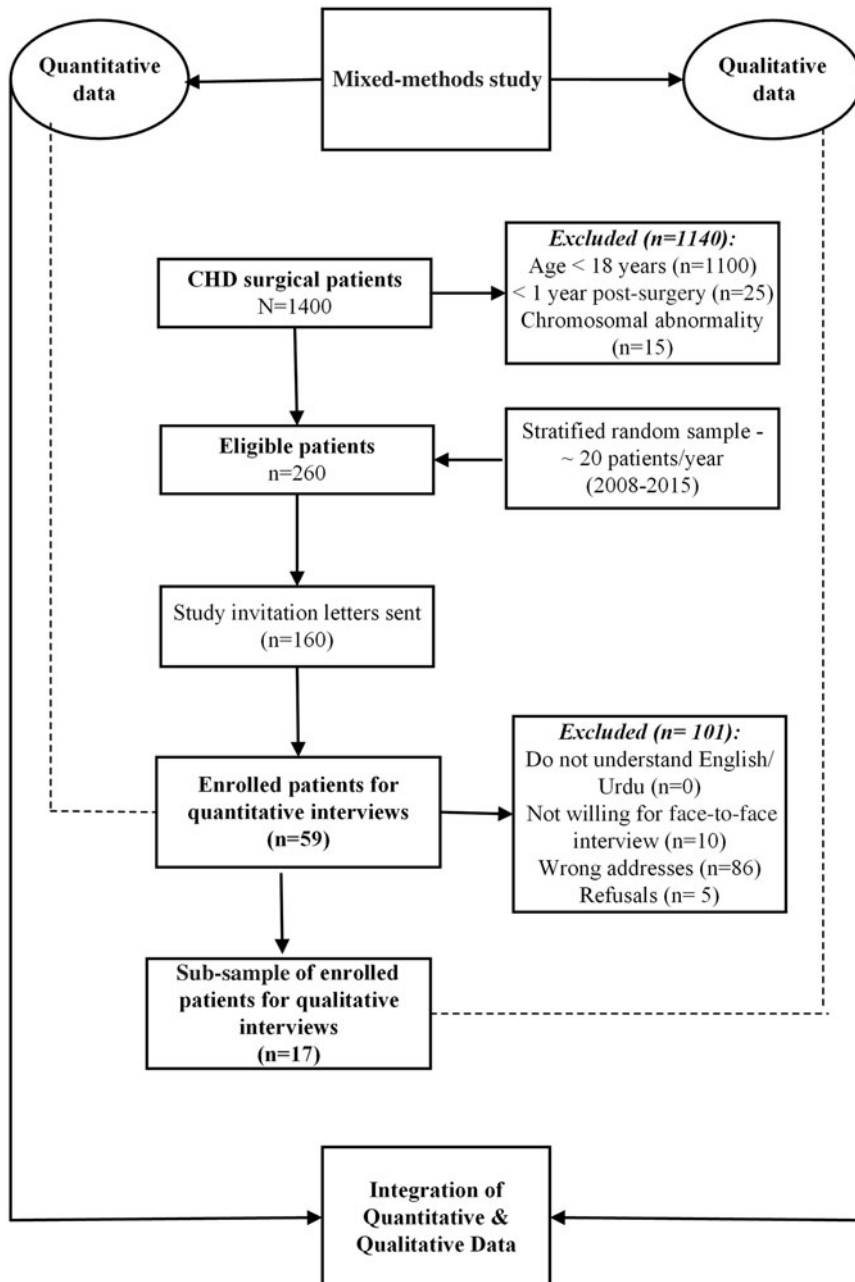 Quantitative
data
Mixed-methods study
Qualitative
data
CHD surgical patients
N=1400
Excluded (n=1140):
Age < 18 years (n=1100)
< 1 year post-surgery (n=25)
Chromosomal abnormality
(n=15)
Eligible patients
n=260
Stratified random sample -
~ 20 patients/year
(2008-2015)
Study invitation letters sent
(n=160)
Enrolled patients for
quantitative interviews
(n=59)
Excluded (n= 101):
Do not understand English/
Urdu (n=0)
Not willing for face-to-face
interview (n=10)
Wrong addresses (n=86)
Refusals (n= 5)
Sub-sample of enrolled
patients for qualitative
interviews
(n=17)
Integration of
Quantitative &
Qualitative Data